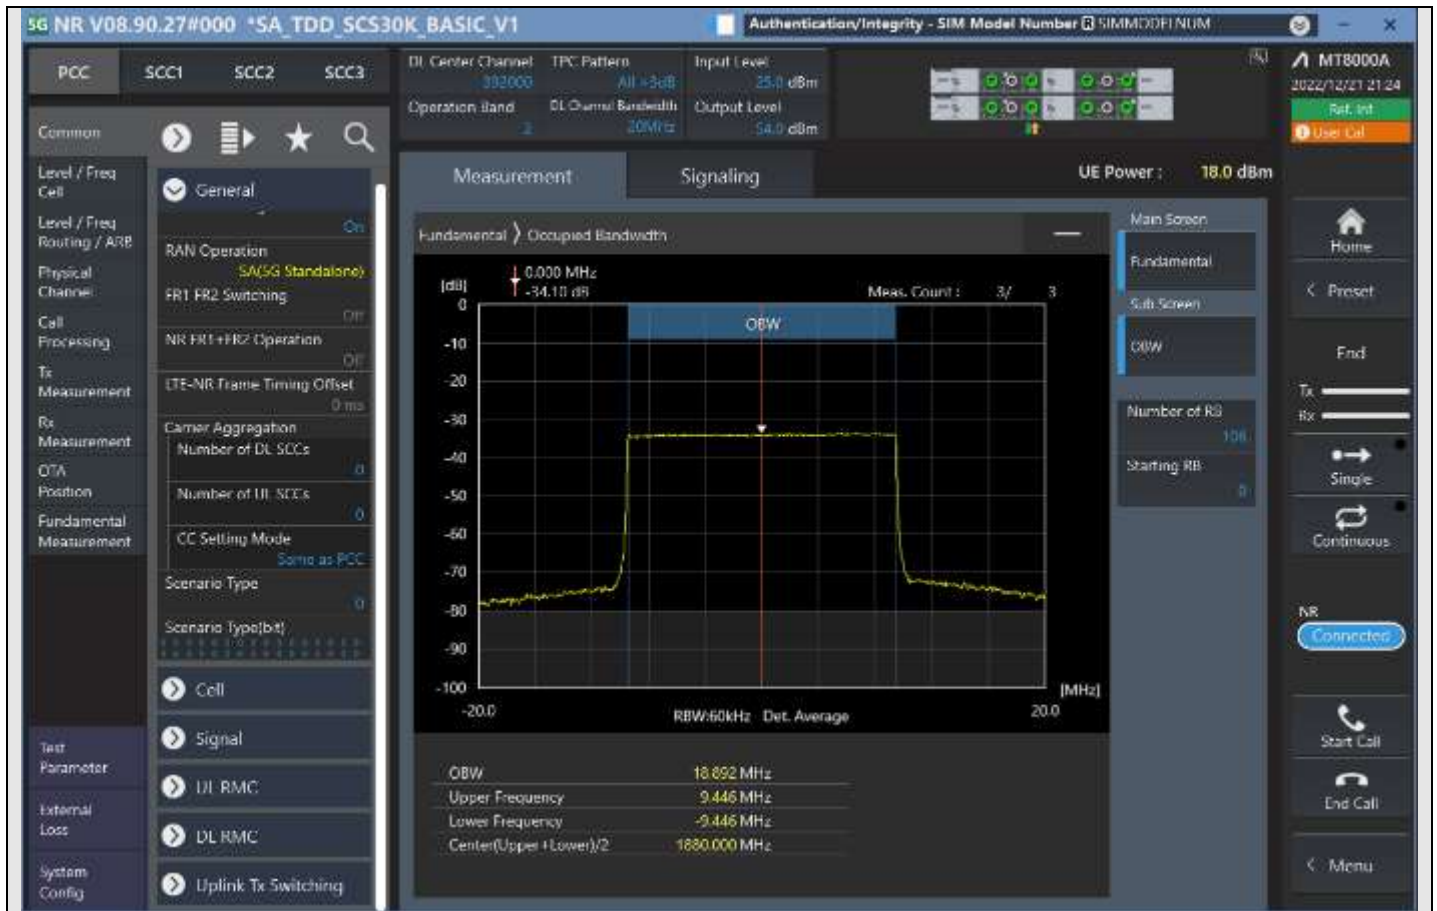 5G NR V08.90.27#000 *SA_TDD_SCS30K_BASIC_V1
Authentication/Integrity - SIM Model Number
PCC SCC1 SCC2 SCC3
DL Center Channel TPC Pattern Input Level
392000 All +3dB 25.0 dBm
Operation Band DL Channel Bandwidth Output Level
2 20MHz 54.0 dBm
MT8000A
2022/12/21 21:24
Ref. Int
User Cal
Common
Level / Freq
Cell
Level / Freq
Routing / ARB
Physical
Channel
Call
Processing
Tx
Measurement
Rx
Measurement
OTA
Position
Fundamental
Measurement
Test
Parameter
External
Loss
System
Config
General
On
RAN Operation
SA(5G Standalone)
FR1 FR2 Switching
Off
NR FR1+FR2 Operation
Off
LTE-NR Frame Timing Offset
0 ms
Carrier Aggregation
Number of DL SCCs
0
Number of UL SCCs
0
CC Setting Mode
Same as PCC
Scenario Type
0
Scenario Type(bit)
Cell
Signal
UL RMC
DL RMC
Uplink Tx Switching
Measurement Signaling
UE Power : 18.0 dBm
Fundamental Occupied Bandwidth
[dB]
0.000 MHz
-34.10 dB
Meas. Count : 3/ 3
OBW
0
-10
-20
-30
-40
-50
-60
-70
-80
-90
-100
-20.0
20.0
[MHz]
RBW:60kHz Det. Average
OBW 18.892 MHz
Upper Frequency 9.446 MHz
Lower Frequency -9.446 MHz
Center(Upper+Lower)/2 1880.000 MHz
Main Screen
Fundamental
Sub Screen
OBW
Number of RB
106
Starting RB
0
Home
< Preset
End
Tx
Rx
Single
Continuous
NR
Connected
Start Call
End Call
< Menu